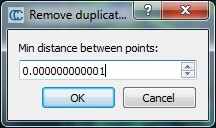 Remove duplicat...
Min distance between points:
0.000000000001
OK
Cancel